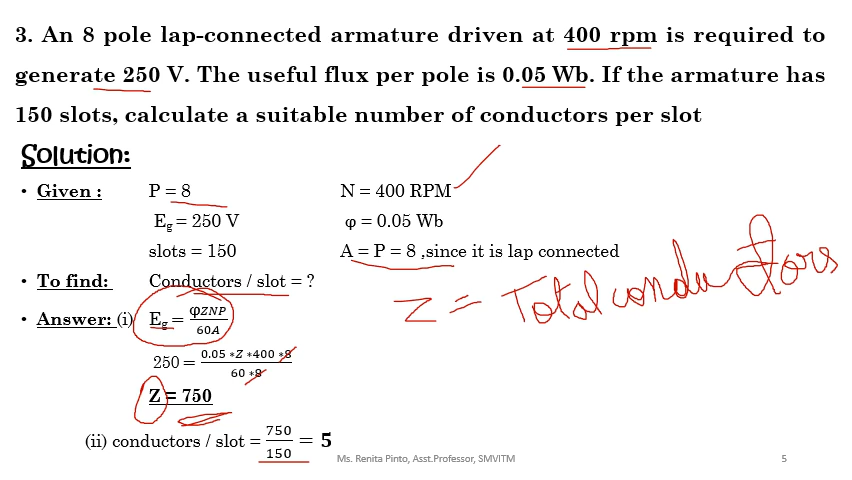 3. An 8 pole lap-connected armature driven at 400 rpm is required to
generate 250 V. The useful flux per pole is 0.05 Wb. If the armature has
150 slots, calculate a suitable number of conductors per slot
Solution:
• Given : P = 8 N = 400 RPM
Eg = 250 V φ = 0.05 Wb
slots = 150 A = P = 8 ,since it is lap connected
• To find: Conductors / slot = ?
Z = Total conductors
• Answer: (i) Eg = φZNP / 60A
250 = 0.05 *Z *400 *8 / 60 *8
Z = 750
(ii) conductors / slot = 750 / 150 = 5
Ms. Renita Pinto, Asst.Professor, SMVITM 5